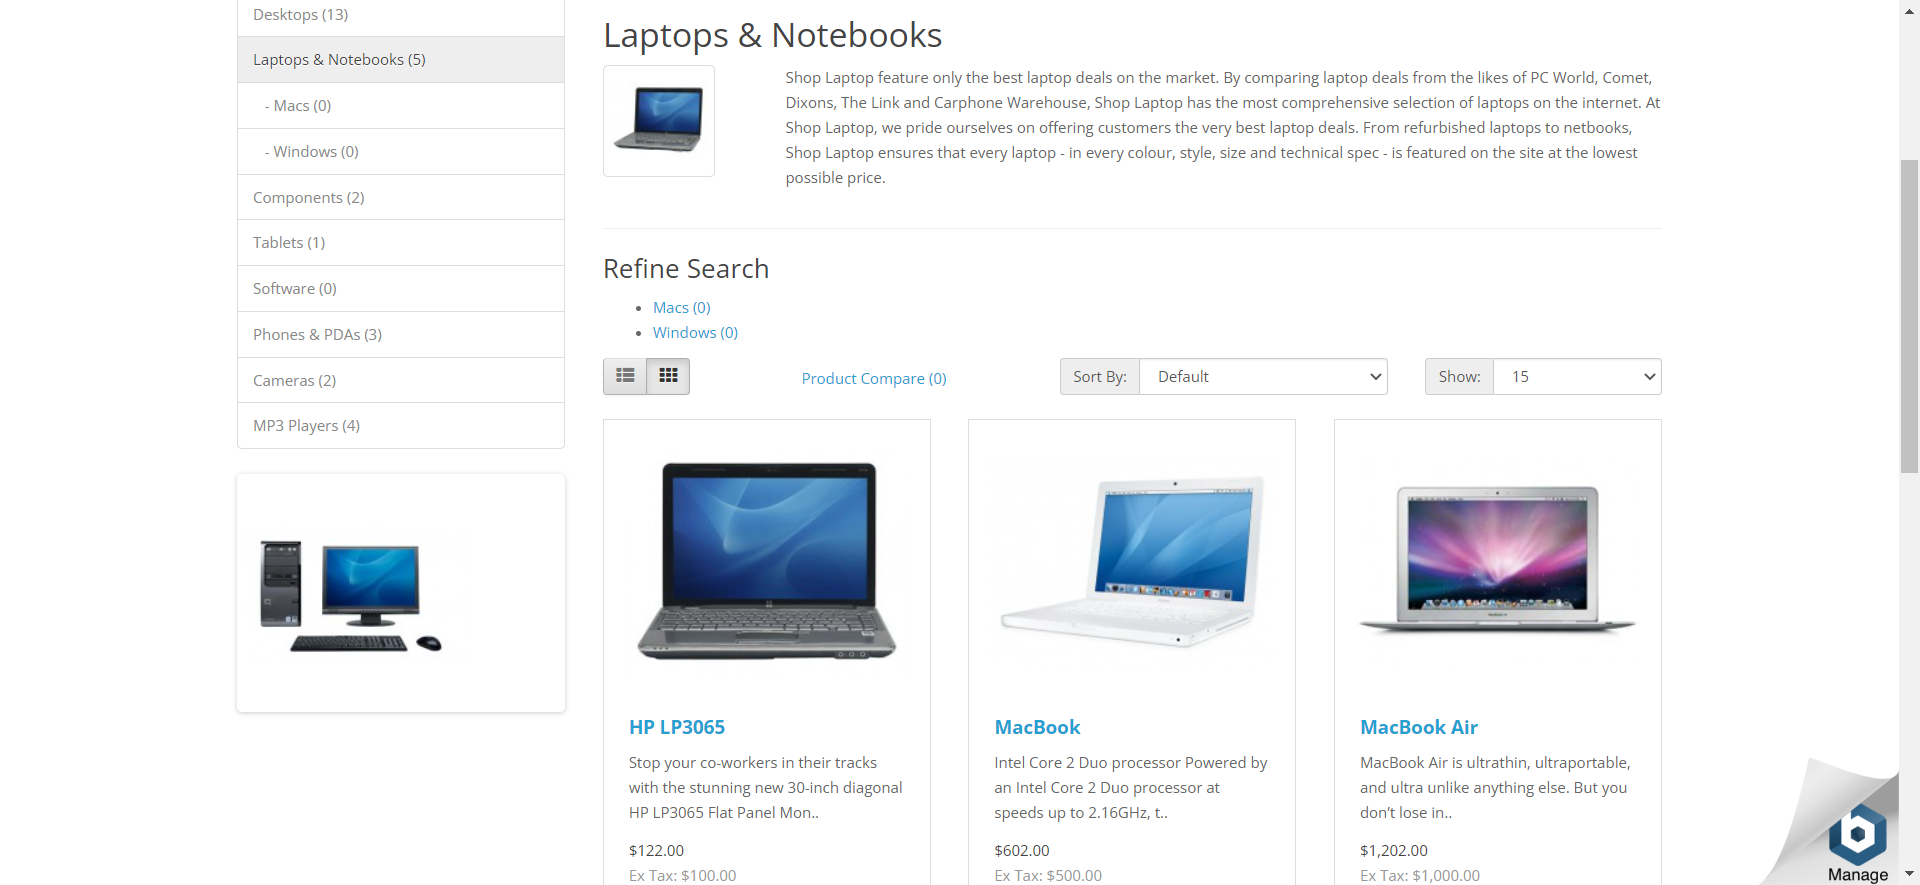 Desktops (13)
Laptops & Notebooks (5)
- Macs (0)
- Windows (0)
Components (2)
Tablets (1)
Software (0)
Phones & PDAs (3)
Cameras (2)
MP3 Players (4)
Laptops & Notebooks
Shop Laptop feature only the best laptop deals on the market. By comparing laptop deals from the likes of PC World, Comet,
Dixons, The Link and Carphone Warehouse, Shop Laptop has the most comprehensive selection of laptops on the internet. At
Shop Laptop, we pride ourselves on offering customers the very best laptop deals. From refurbished laptops to netbooks,
Shop Laptop ensures that every laptop - in every colour, style, size and technical spec - is featured on the site at the lowest
possible price.
Refine Search
Macs (0)
Windows (0)
Product Compare (0)
Sort By: Default
Show: 15
HP LP3065
Stop your co-workers in their tracks
with the stunning new 30-inch diagonal
HP LP3065 Flat Panel Mon..
$122.00
Ex Tax: $100.00
MacBook
Intel Core 2 Duo processor Powered by
an Intel Core 2 Duo processor at
speeds up to 2.16GHz, t..
$602.00
Ex Tax: $500.00
MacBook Air
MacBook Air is ultrathin, ultraportable,
and ultra unlike anything else. But you
don’t lose in..
$1,202.00
Ex Tax: $1,000.00
Manage